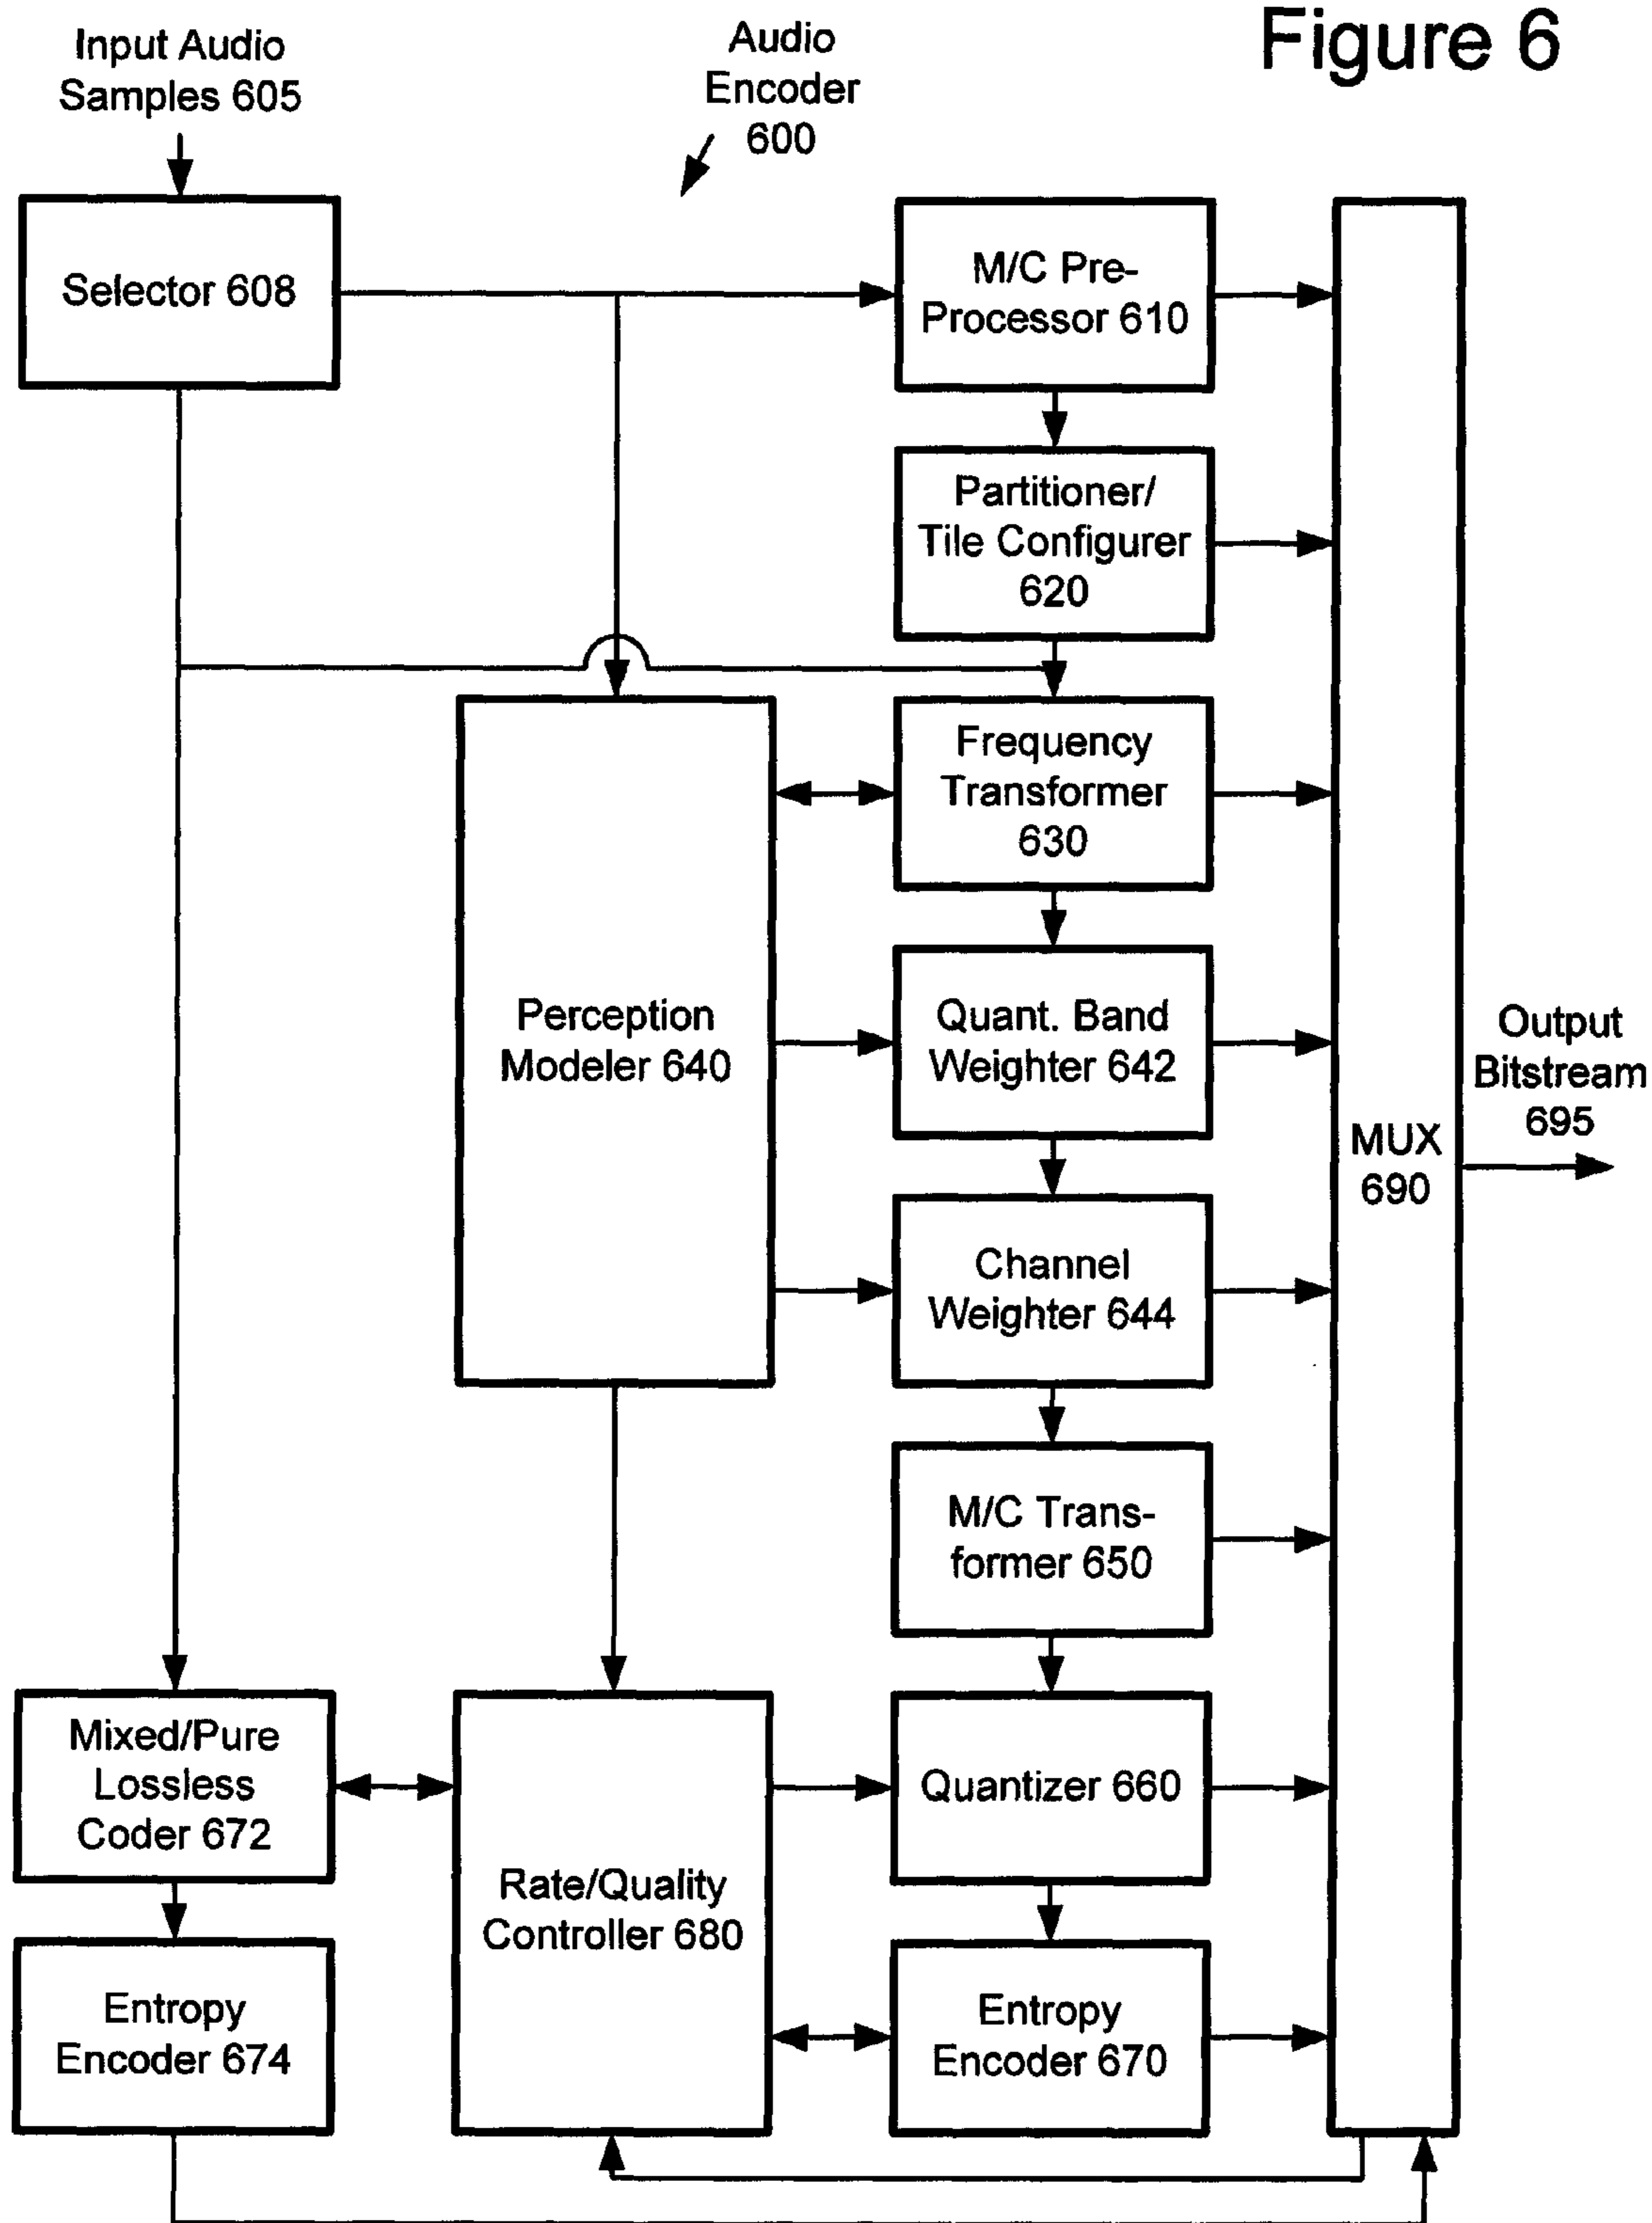 Figure 6
Input Audio
Samples 605
Audio
Encoder
600
Selector 608
M/C Pre-
Processor 610
Partitioner/
Tile Configurer
620
Frequency
Transformer
630
Perception
Modeler 640
Quant. Band
Weighter 642
Output
Bitstream
695
MUX
690
Channel
Weighter 644
M/C Trans-
former 650
Mixed/Pure
Lossless
Coder 672
Quantizer 660
Rate/Quality
Controller 680
Entropy
Encoder 674
Entropy
Encoder 670